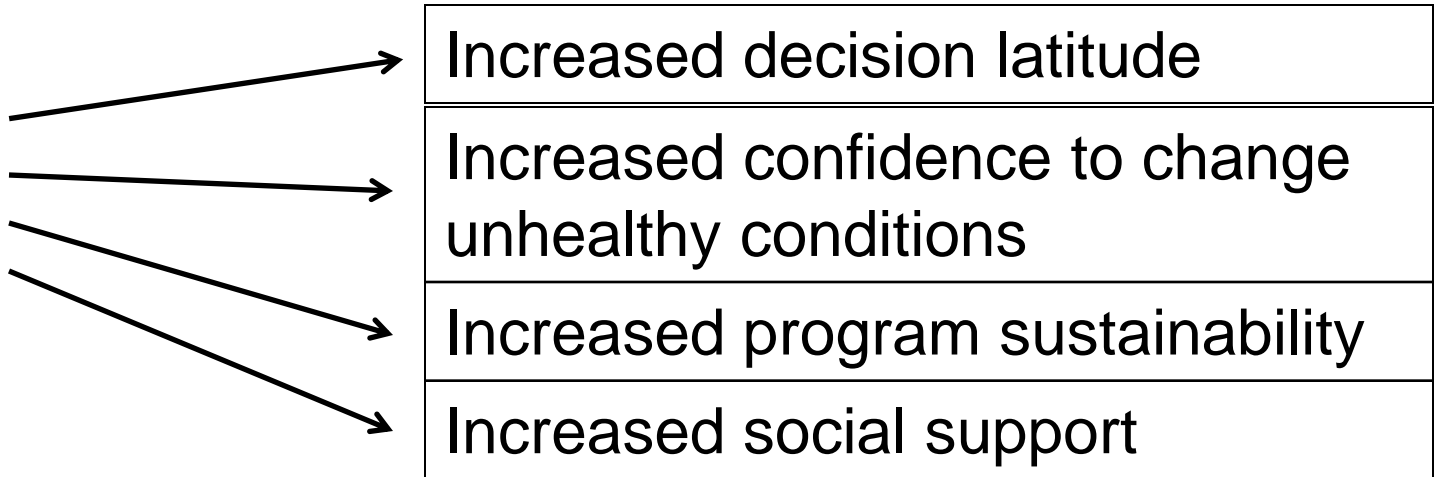 Increased decision latitude
Increased confidence to change
unhealthy conditions
Increased program sustainability
Increased social support